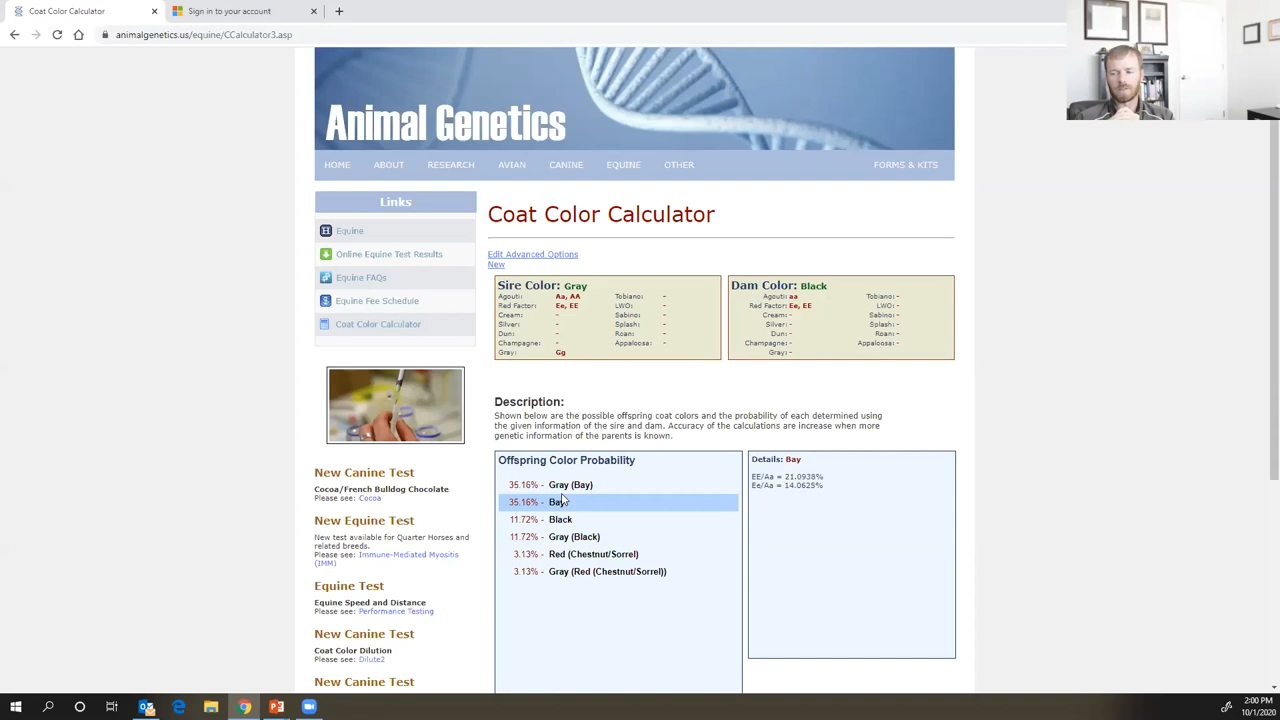 Coat Color Calculator
Sign in to your account
animalgenetics.us/equine/CCalculator3.asp
Animal Genetics
HOME ABOUT RESEARCH AVIAN CANINE EQUINE OTHER FORMS & KITS
Links
Equine
Online Equine Test Results
Equine FAQs
Equine Fee Schedule
Coat Color Calculator
New Canine Test
Cocoa/French Bulldog Chocolate
Please see: Cocoa
New Equine Test
New test available for Quarter Horses and
related breeds.
Please see: Immune-Mediated Myositis
(IMM)
Equine Test
Equine Speed and Distance
Please see: Performance Testing
New Canine Test
Coat Color Dilution
Please see: Dilute2
New Canine Test
Coat Color Calculator
Edit Advanced Options
New
Sire Color: Gray
Agouti: Aa, AA Tobiano: -
Red Factor: Ee, EE LWO: -
Cream: - Sabino: -
Silver: - Splash: -
Dun: - Roan: -
Champagne: - Appaloosa: -
Gray: Gg
Dam Color: Black
Agouti: aa Tobiano: -
Red Factor: Ee, EE LWO: -
Cream: - Sabino: -
Silver: - Splash: -
Dun: - Roan: -
Champagne: - Appaloosa: -
Gray: -
Description:
Shown below are the possible offspring coat colors and the probability of each determined using
the given information of the sire and dam. Accuracy of the calculations are increase when more
genetic information of the parents is known.
Offspring Color Probability
35.16% - Gray (Bay)
35.16% - Bay
11.72% - Black
11.72% - Gray (Black)
3.13% - Red (Chestnut/Sorrel)
3.13% - Gray (Red (Chestnut/Sorrel))
Details: Bay
EE/Aa = 21.0938%
Ee/Aa = 14.0625%
2:00 PM
10/1/2020